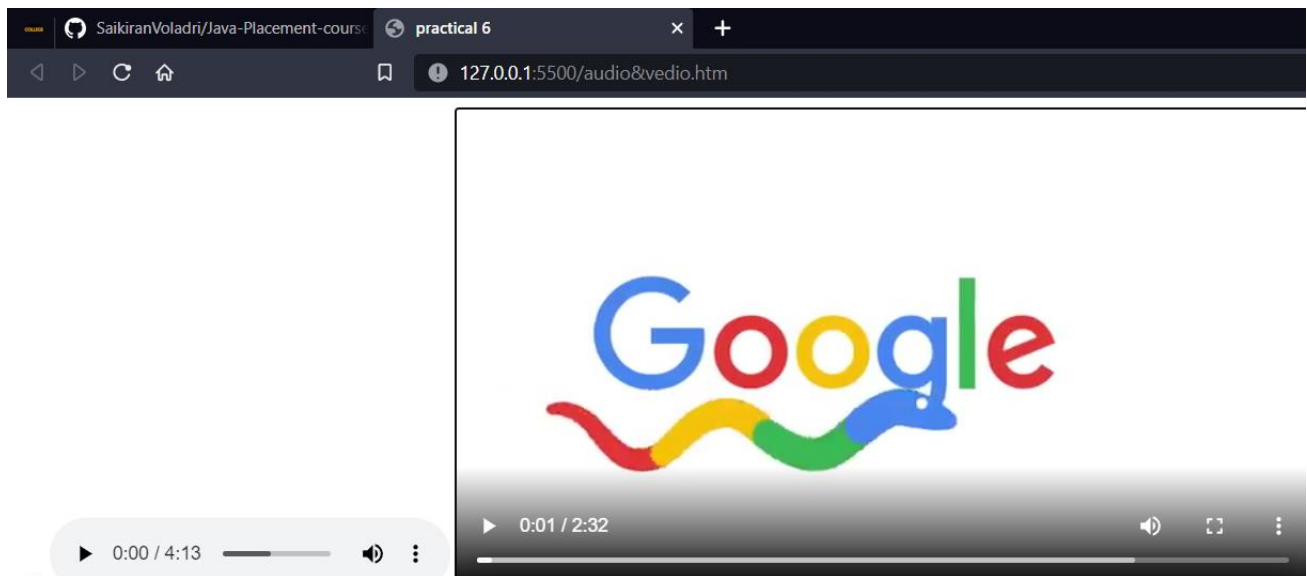 COLLEGE
SaikiranVoladri/Java-Placement-course
practical 6
127.0.0.1:5500/audio&vedio.htm
Google
0:01 / 2:32
0:00 / 4:13